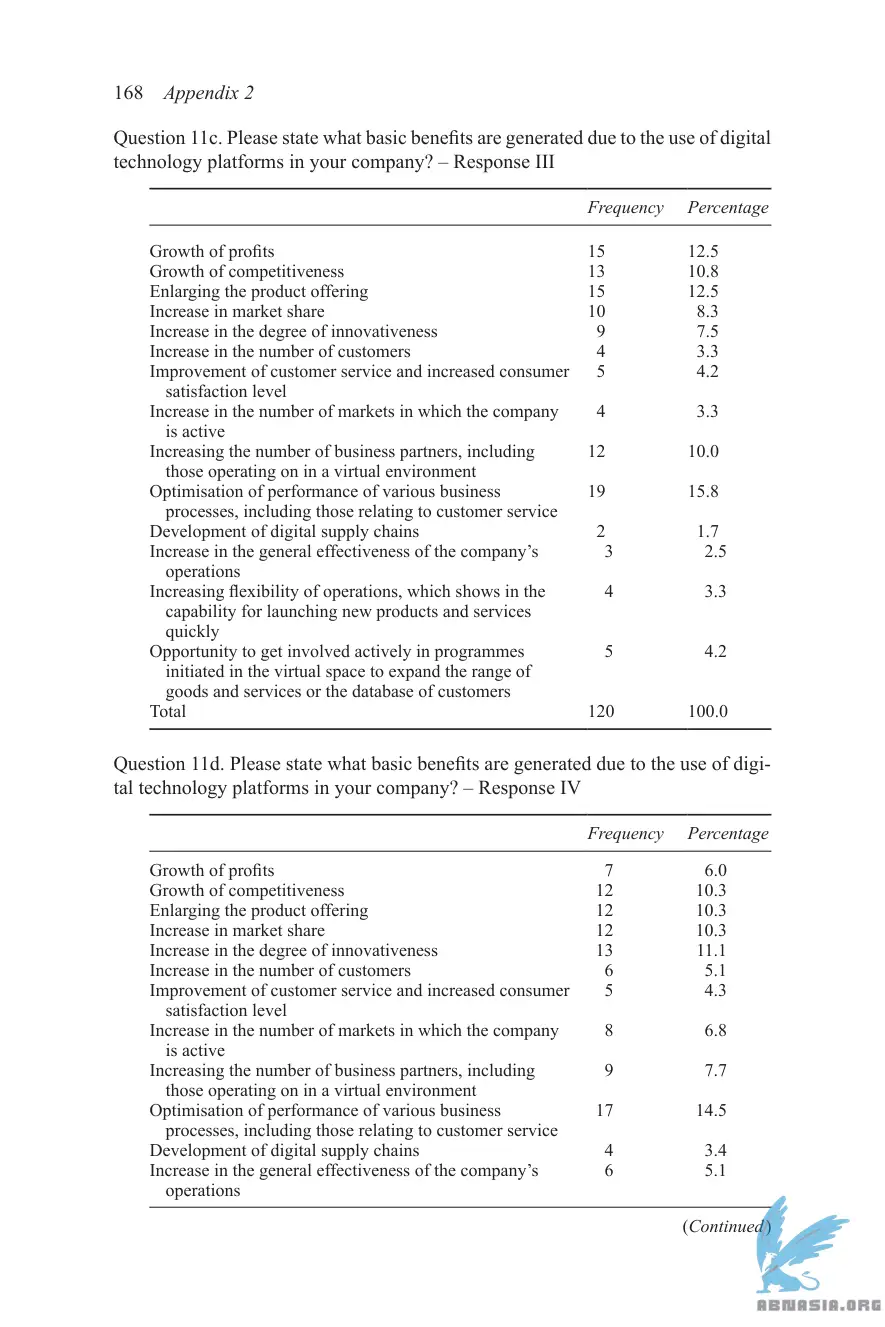 168 Appendix 2
Question 11c. Please state what basic benefits are generated due to the use of digital
technology platforms in your company? – Response III
Frequency Percentage
Growth of profits 15 12.5
Growth of competitiveness 13 10.8
Enlarging the product offering 15 12.5
Increase in market share 10 8.3
Increase in the degree of innovativeness 9 7.5
Increase in the number of customers 4 3.3
Improvement of customer service and increased consumer 5 4.2
satisfaction level
Increase in the number of markets in which the company 4 3.3
is active
Increasing the number of business partners, including 12 10.0
those operating on in a virtual environment
Optimisation of performance of various business 19 15.8
processes, including those relating to customer service
Development of digital supply chains 2 1.7
Increase in the general effectiveness of the company’s 3 2.5
operations
Increasing flexibility of operations, which shows in the 4 3.3
capability for launching new products and services
quickly
Opportunity to get involved actively in programmes 5 4.2
initiated in the virtual space to expand the range of
goods and services or the database of customers
Total 120 100.0
Question 11d. Please state what basic benefits are generated due to the use of digi-
tal technology platforms in your company? – Response IV
Frequency Percentage
Growth of profits 7 6.0
Growth of competitiveness 12 10.3
Enlarging the product offering 12 10.3
Increase in market share 12 10.3
Increase in the degree of innovativeness 13 11.1
Increase in the number of customers 6 5.1
Improvement of customer service and increased consumer 5 4.3
satisfaction level
Increase in the number of markets in which the company 8 6.8
is active
Increasing the number of business partners, including 9 7.7
those operating on in a virtual environment
Optimisation of performance of various business 17 14.5
processes, including those relating to customer service
Development of digital supply chains 4 3.4
Increase in the general effectiveness of the company’s 6 5.1
operations
(Continued)
ABNASIA.ORG